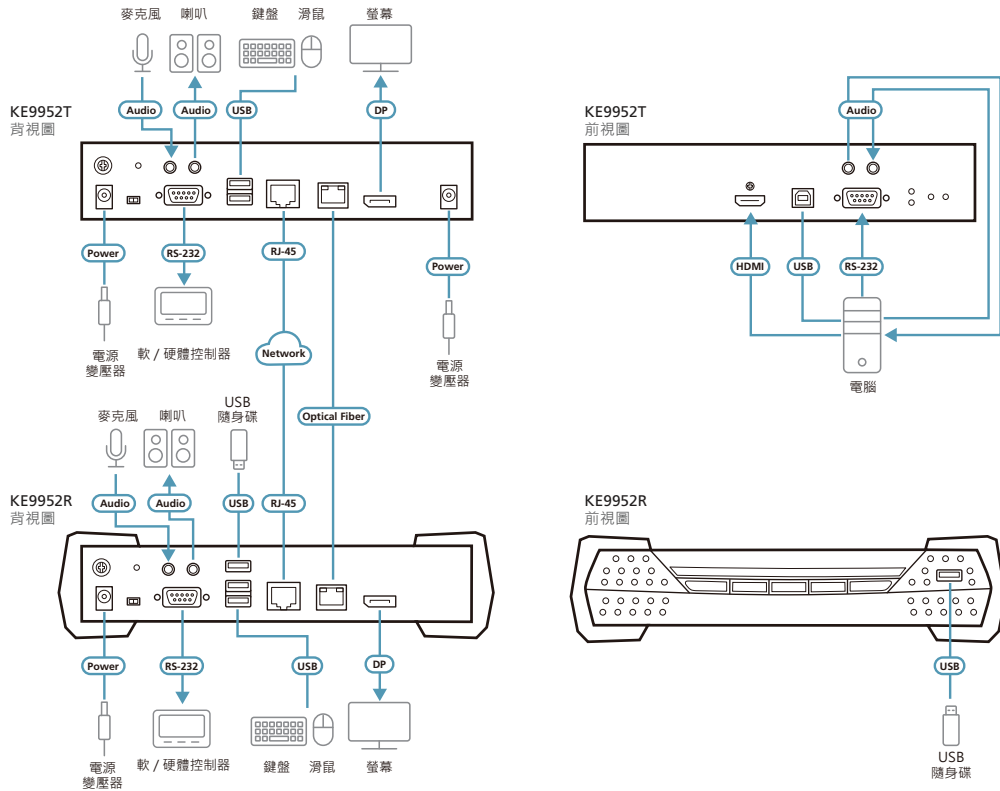 麥克風
喇叭
鍵盤
滑鼠
螢幕
Audio
Audio
USB
DP
KE9952T
背視圖
Power
RS-232
RJ-45
Power
電源
變壓器
軟 / 硬體控制器
Network
電源
變壓器
Optical Fiber
麥克風
喇叭
USB
隨身碟
KE9952R
背視圖
Audio
Audio
USB
RJ-45
Power
RS-232
USB
DP
電源
變壓器
軟 / 硬體控制器
鍵盤
滑鼠
螢幕
KE9952T
前視圖
Audio
HDMI
USB
RS-232
電腦
KE9952R
前視圖
USB
USB
隨身碟